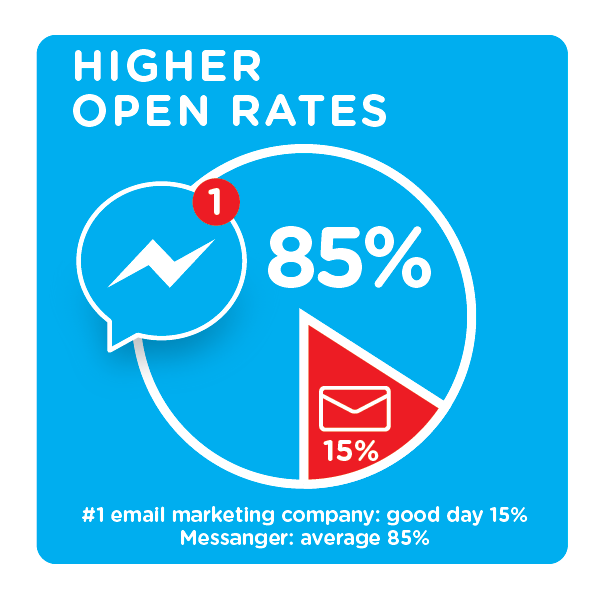 HIGHER
OPEN RATES
1
85%
15%
#1 email marketing company: good day 15%
Messanger: average 85%